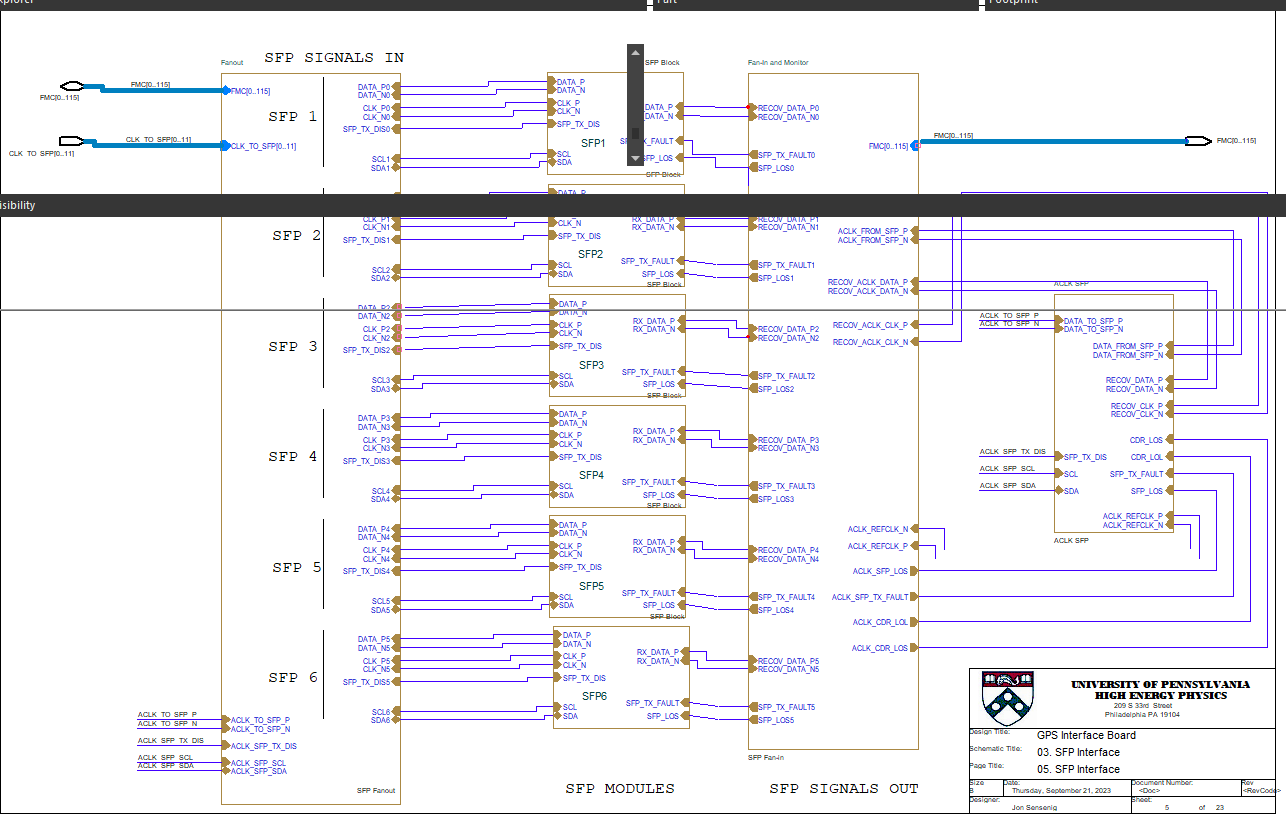 Part
Footprint
SFP SIGNALS IN
Fanout
FMC[0..115]
FMC[0..115]
FMC[0..115]
CLK_TO_SFP[0..11]
CLK_TO_SFP[0..11]
CLK_TO_SFP[0..11]
SFP 1
DATA_P0
DATA_N0
CLK_P0
CLK_N0
SFP_TX_DIS0
SCL1
SDA1
DATA_P
DATA_N
CLK_P
CLK_N
SFP_TX_DIS
SFP1
SCL
SDA
SFP Block
DATA_P
DATA_N
SFP_LOS
SFP Block
Fan-In and Monitor
RECOV_DATA_P0
RECOV_DATA_N0
SFP_TX_FAULT0
SFP_LOS0
FMC[0..115]
FMC[0..115]
FMC[0..115]
isibility
SFP 2
CLK_P1
CLK_N1
SFP_TX_DIS1
SCL2
SDA2
DATA_P
CLK_N
SFP_TX_DIS
SFP2
SCL
SDA
RX_DATA_P
RX_DATA_N
SFP_TX_FAULT
SFP_LOS
SFP Block
RECOV_DATA_P1
RECOV_DATA_N1
SFP_TX_FAULT1
SFP_LOS1
ACLK_FROM_SFP_P
ACLK_FROM_SFP_N
RECOV_ACLK_DATA_P
RECOV_ACLK_DATA_N
RECOV_ACLK_CLK_P
RECOV_ACLK_CLK_N
SFP 3
DATA_P2
DATA_N2
CLK_P2
CLK_N2
SFP_TX_DIS2
SCL3
SDA3
DATA_P
DATA_N
CLK_P
CLK_N
SFP_TX_DIS
SFP3
SCL
SDA
RX_DATA_P
RX_DATA_N
SFP_TX_FAULT
SFP_LOS
SFP Block
RECOV_DATA_P2
RECOV_DATA_N2
SFP_TX_FAULT2
SFP_LOS2
ACLK SFP
ACLK_TO_SFP_P
ACLK_TO_SFP_N
DATA_TO_SFP_P
DATA_TO_SFP_N
DATA_FROM_SFP_P
DATA_FROM_SFP_N
RECOV_DATA_P
RECOV_DATA_N
RECOV_CLK_P
RECOV_CLK_N
CDR_LOS
CDR_LOL
SFP_TX_FAULT
SFP_LOS
ACLK_REFCLK_P
ACLK_REFCLK_N
ACLK_SFP_TX_DIS
ACLK_SFP_SCL
ACLK_SFP_SDA
SFP_TX_DIS
SCL
SDA
ACLK SFP
SFP 4
DATA_P3
DATA_N3
CLK_P3
CLK_N3
SFP_TX_DIS3
SCL4
SDA4
DATA_P
DATA_N
CLK_P
CLK_N
SFP_TX_DIS
SFP4
SCL
SDA
RX_DATA_P
RX_DATA_N
SFP_TX_FAULT
SFP_LOS
SFP Block
RECOV_DATA_P3
RECOV_DATA_N3
SFP_TX_FAULT3
SFP_LOS3
SFP 5
DATA_P4
DATA_N4
CLK_P4
CLK_N4
SFP_TX_DIS4
SCL5
SDA5
DATA_P
DATA_N
CLK_P
CLK_N
SFP_TX_DIS
SFP5
SCL
SDA
RX_DATA_P
RX_DATA_N
SFP_TX_FAULT
SFP_LOS
SFP Block
RECOV_DATA_P4
RECOV_DATA_N4
SFP_TX_FAULT4
SFP_LOS4
ACLK_REFCLK_N
ACLK_REFCLK_P
ACLK_SFP_LOS
ACLK_SFP_TX_FAULT
ACLK_CDR_LOL
ACLK_CDR_LOS
SFP 6
DATA_P5
DATA_N5
CLK_P5
CLK_N5
SFP_TX_DIS5
SCL6
SDA6
DATA_P
DATA_N
CLK_P
CLK_N
SFP_TX_DIS
SFP6
SCL
SDA
RX_DATA_P
RX_DATA_N
SFP_TX_FAULT
SFP_LOS
RECOV_DATA_P5
RECOV_DATA_N5
SFP_TX_FAULT5
SFP_LOS5
SFP Fan-in
ACLK_TO_SFP_P
ACLK_TO_SFP_N
ACLK_SFP_TX_DIS
ACLK_SFP_SCL
ACLK_SFP_SDA
ACLK_TO_SFP_P
ACLK_TO_SFP_N
ACLK_SFP_TX_DIS
ACLK_SFP_SCL
ACLK_SFP_SDA
SFP Fanout
SFP MODULES
SFP SIGNALS OUT
UNIVERSITY OF PENNSYLVANIA
HIGH ENERGY PHYSICS
209 S 33rd Street
Philadelphia PA 19104
Design Title: GPS Interface Board
Schematic Title: 03. SFP Interface
Page Title: 05. SFP Interface
Size B
Date: Thursday, September 21, 2023
Document Number: <Doc>
Rev <RevCode>
Designer: Jon Sensenig
Sheet: 5 of 23